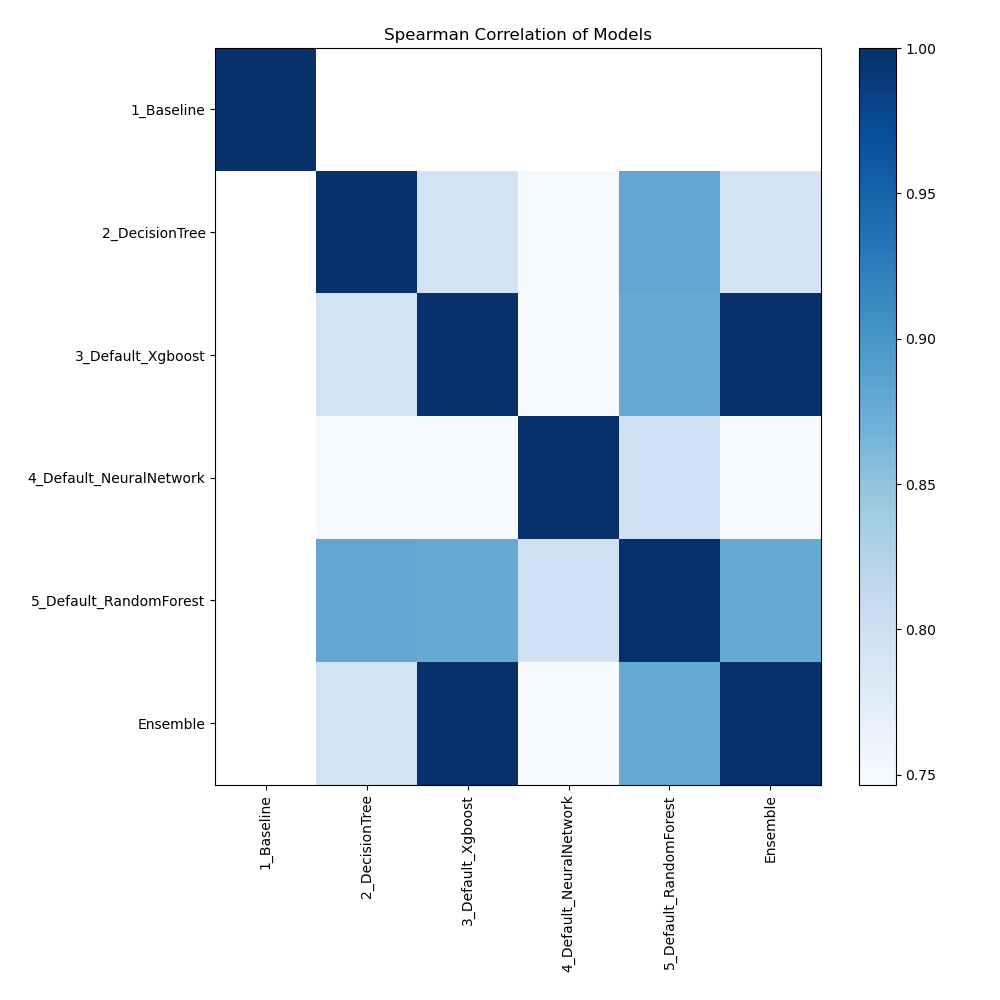 Spearman Correlation of Models
1_Baseline
2_DecisionTree
3_Default_Xgboost
4_Default_NeuralNetwork
5_Default_RandomForest
Ensemble
1_Baseline
2_DecisionTree
3_Default_Xgboost
4_Default_NeuralNetwork
5_Default_RandomForest
Ensemble
1.00
0.95
0.90
0.85
0.80
0.75